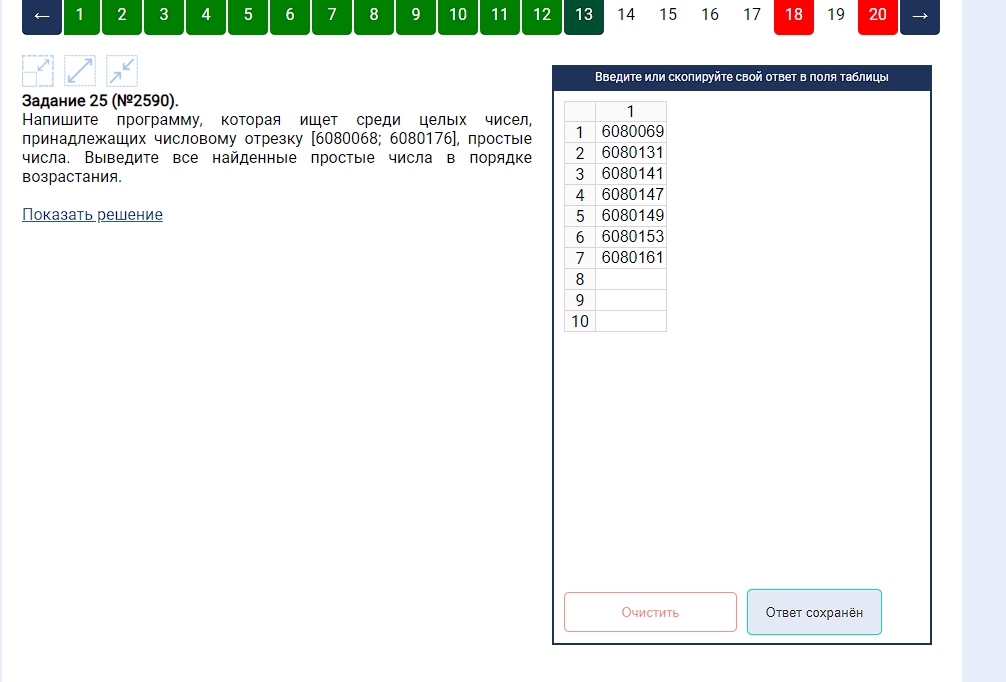 ← 1 2 3 4 5 6 7 8 9 10 11 12 13 14 15 16 17 18 19 20 →
Задание 25 (№2590).
Напишите программу, которая ищет среди целых чисел,
принадлежащих числовому отрезку [6080068; 6080176], простые
числа. Выведите все найденные простые числа в порядке
возрастания.
Показать решение
Введите или скопируйте свой ответ в поля таблицы
1
1 6080069
2 6080131
3 6080141
4 6080147
5 6080149
6 6080153
7 6080161
8
9
10
Очистить
Ответ сохранён